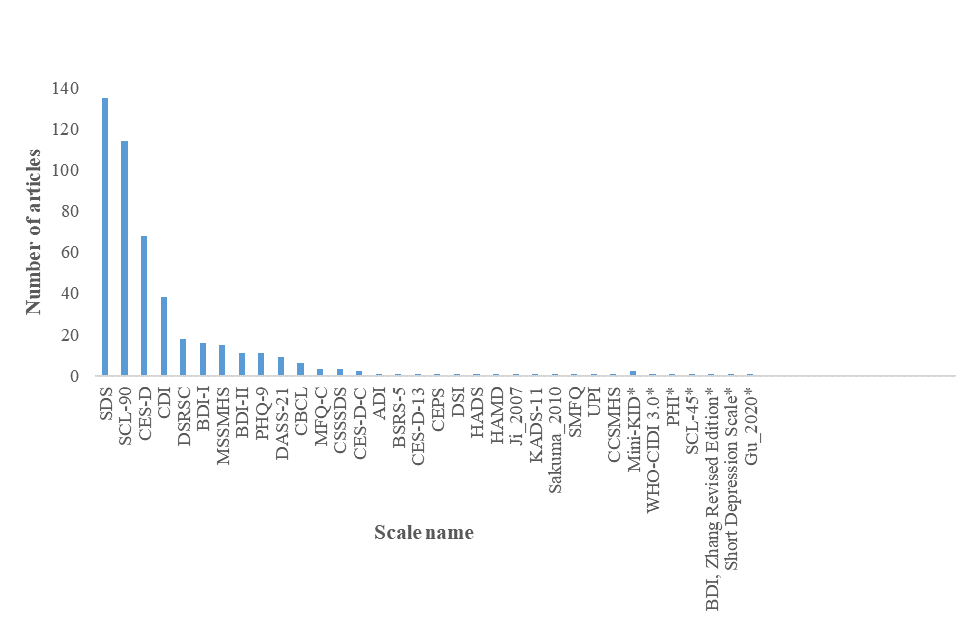 140
120
100
80
60
40
20
0
Number of articles
SDS
SCL-90
CES-D
CDI
DSRSC
BDI-I
MSSMHS
BDI-II
PHQ-9
DASS-21
CBCL
MFQ-C
CSSSDS
CES-D-C
ADI
BSRS-5
CES-D-13
CEPS
DSI
HADS
HAMD
Ji_2007
KADS-11
Sakuma_2010
SMFQ
UPI
CCSMHS
Mini-KID*
WHO-CIDI 3.0*
PHI*
SCL-45*
BDI, Zhang Revised Edition*
Short Depression Scale*
Gu_2020*
Scale name